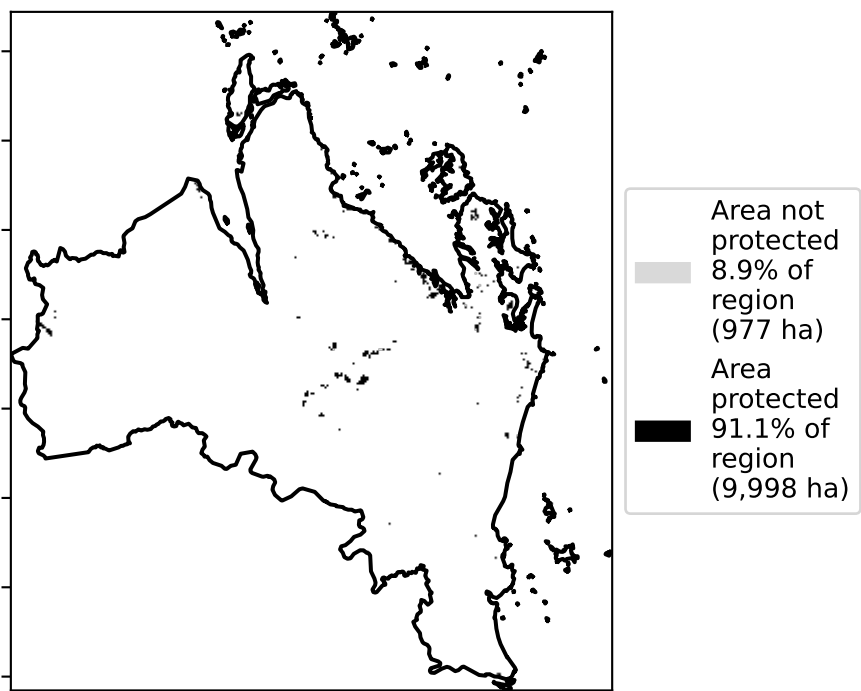 Area not
protected
8.9% of
region
(977 ha)
Area
protected
91.1% of
region
(9,998 ha)